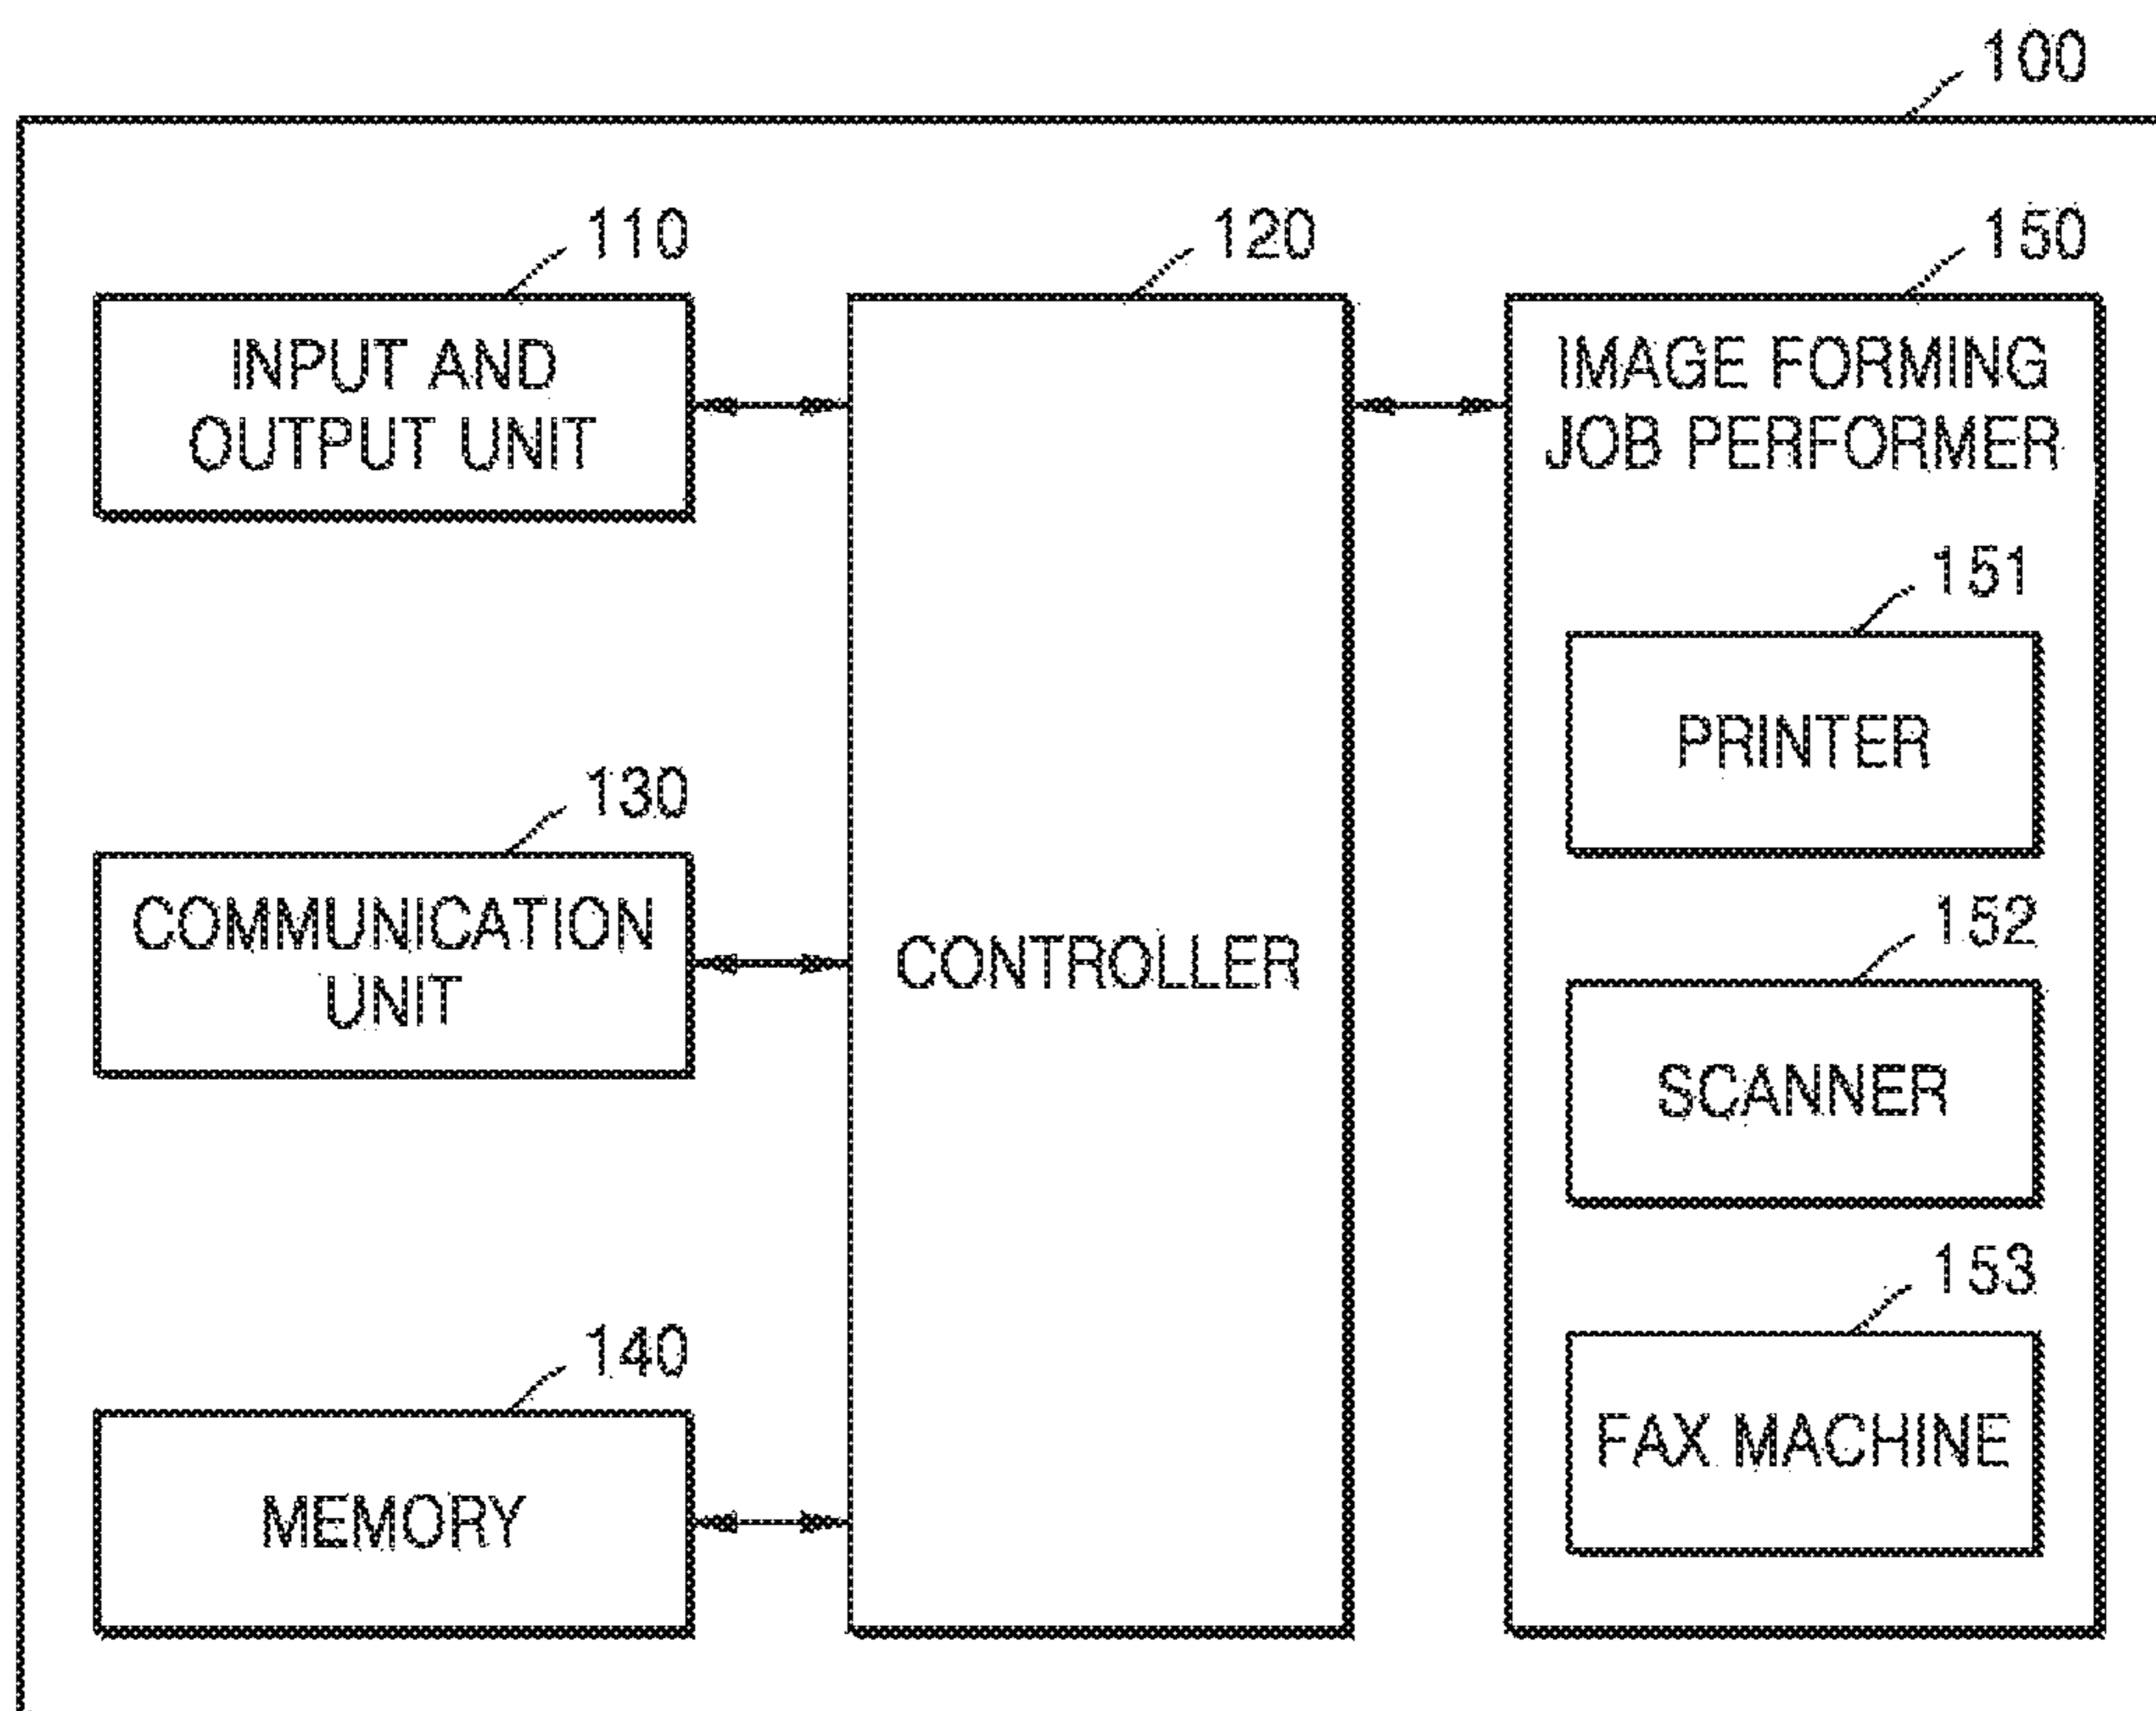 100
110
INPUT AND
OUTPUT UNIT
120
CONTROLLER
130
COMMUNICATION
UNIT
140
MEMORY
150
IMAGE FORMING
JOB PERFORMER
151
PRINTER
152
SCANNER
153
FAX MACHINE